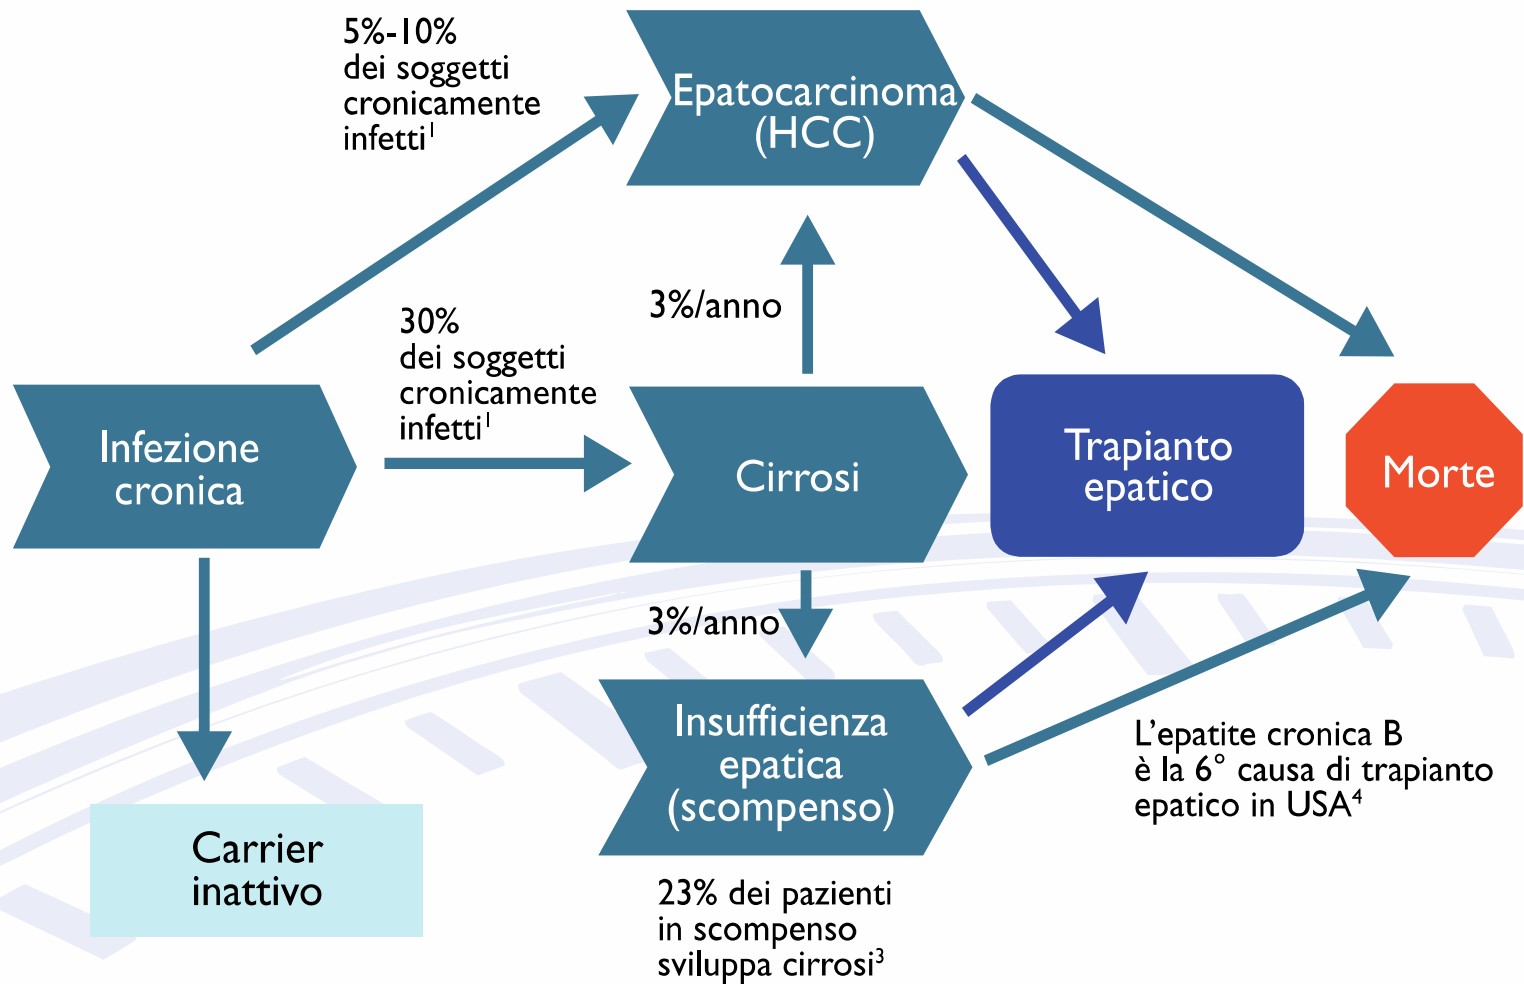 5%-10%
dei soggetti
cronicamente
infetti¹
Epatocarcinoma
(HCC)
3%/anno
30%
dei soggetti
cronicamente
infetti¹
Infezione
cronica
Cirrosi
Trapianto
epatico
Morte
3%/anno
Insufficienza
epatica
(scompenso)
L'epatite cronica B
è la 6° causa di trapianto
epatico in USA⁴
Carrier
inattivo
23% dei pazienti
in scompenso
sviluppa cirrosi³